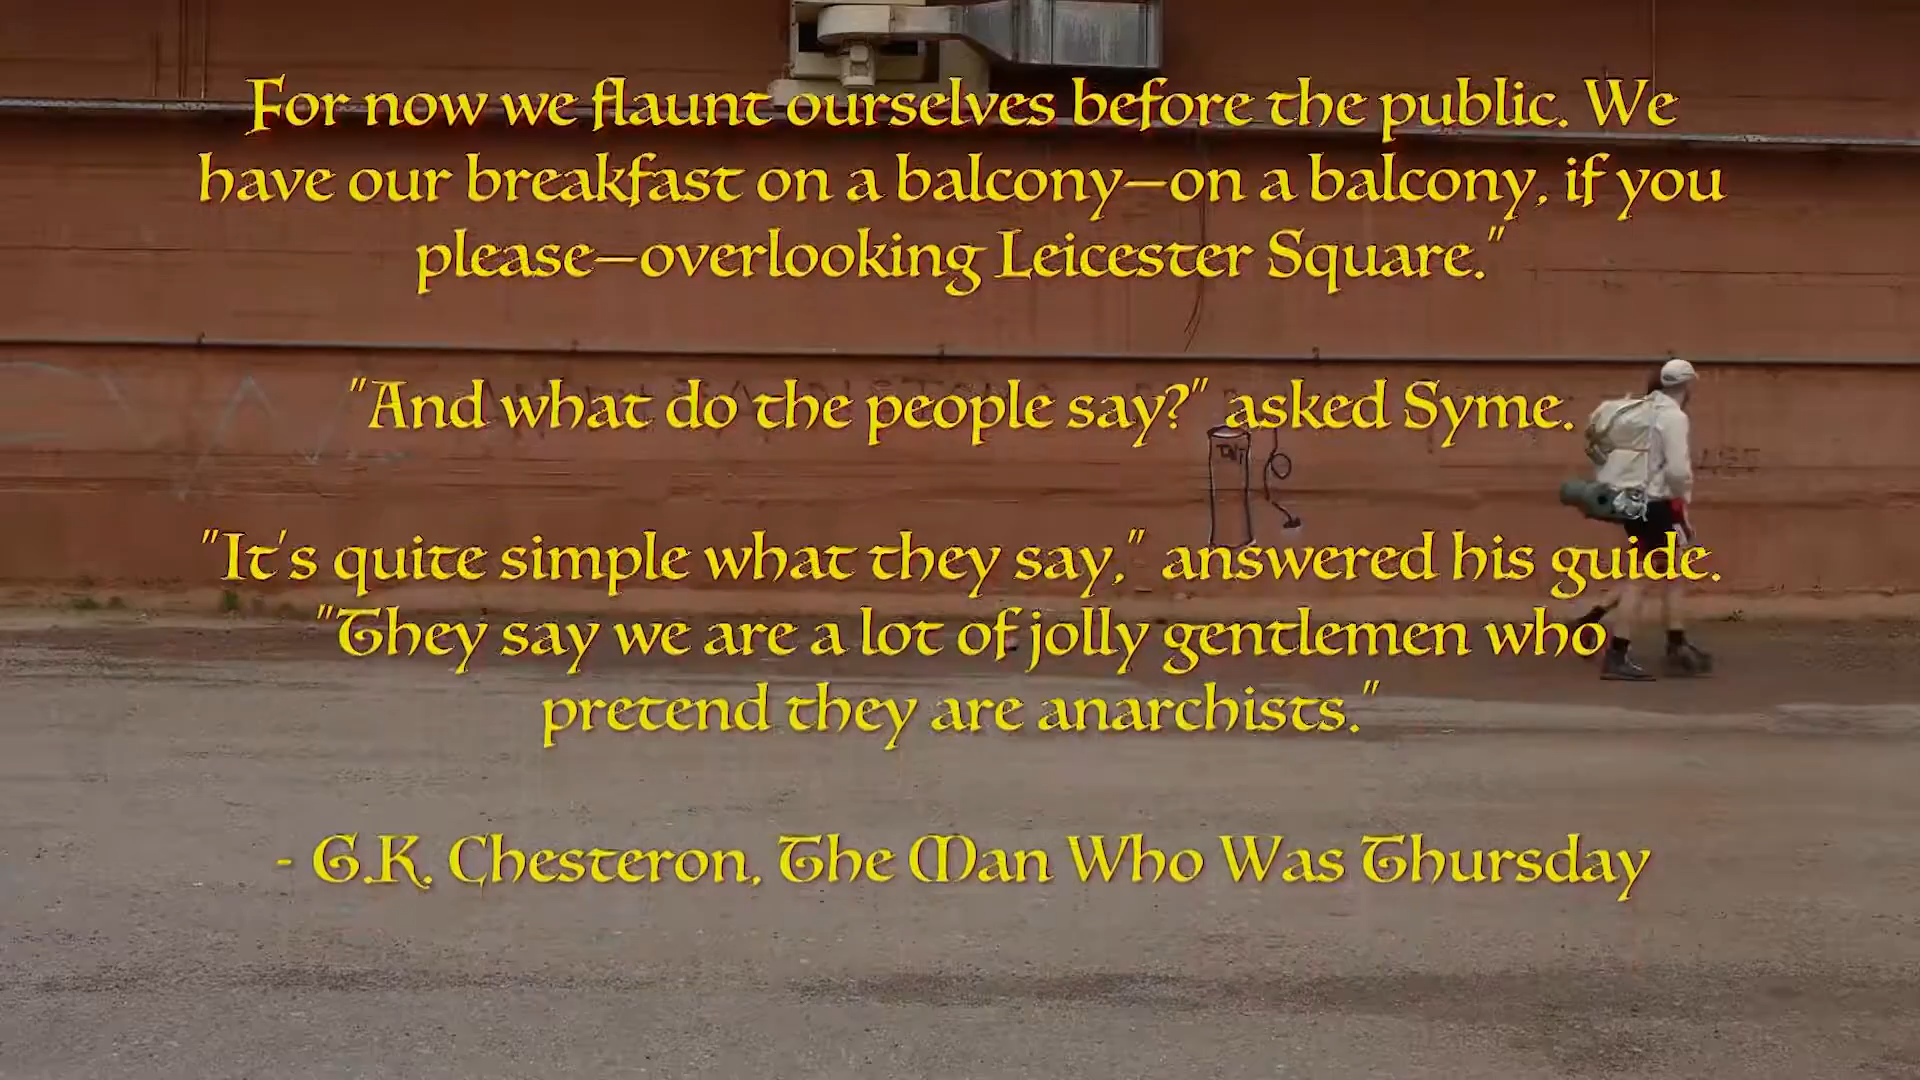 For now we flaunt ourselves before the public. We
have our breakfast on a balcony—on a balcony, if you
please—overlooking Leicester Square."
"And what do the people say?" asked Syme.
TNT
"It's quite simple what they say," answered his guide.
"They say we are a lot of jolly gentlemen who
pretend they are anarchists."
- G.K. Chesteron, The Man Who Was Thursday